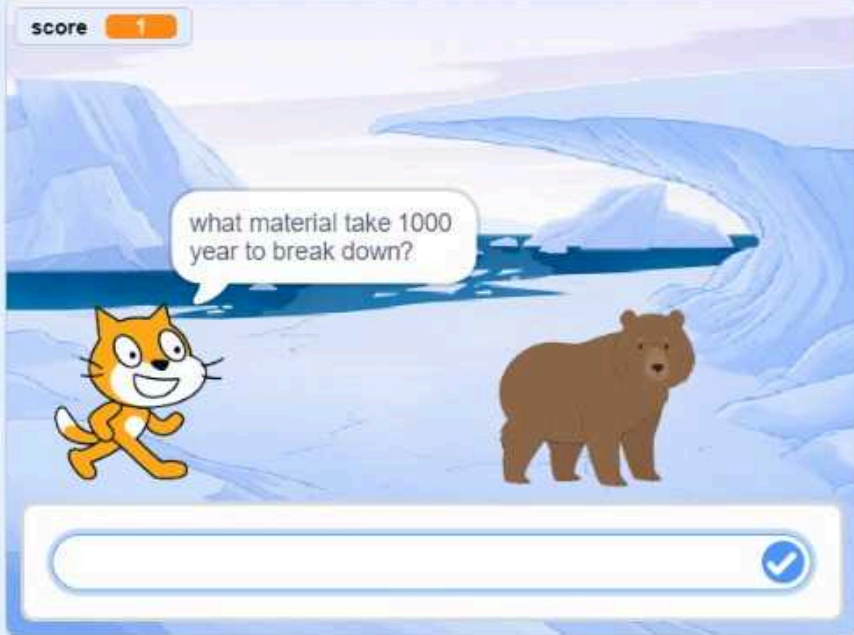 score 1
what material take 1000
year to break down?